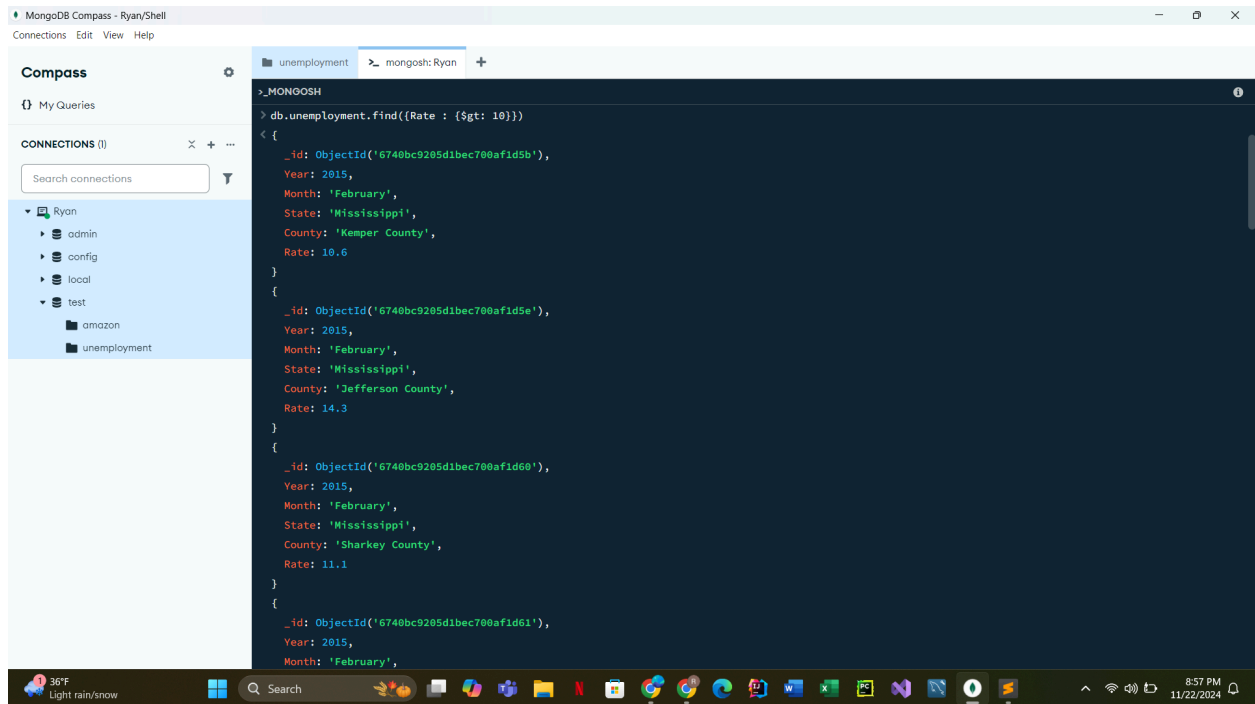 MongoDB Compass - Ryan/Shell
Connections Edit View Help
Compass
{} My Queries
CONNECTIONS (1)
Search connections
Ryan
admin
config
local
test
amazon
unemployment
unemployment
>_ mongosh: Ryan
>_MONGOSH
> db.unemployment.find({Rate : {$gt: 10}})
< {
_id: ObjectId('6740bc9205d1bec700af1d5b'),
Year: 2015,
Month: 'February',
State: 'Mississippi',
County: 'Kemper County',
Rate: 10.6
}
{
_id: ObjectId('6740bc9205d1bec700af1d5e'),
Year: 2015,
Month: 'February',
State: 'Mississippi',
County: 'Jefferson County',
Rate: 14.3
}
{
_id: ObjectId('6740bc9205d1bec700af1d60'),
Year: 2015,
Month: 'February',
State: 'Mississippi',
County: 'Sharkey County',
Rate: 11.1
}
{
_id: ObjectId('6740bc9205d1bec700af1d61'),
Year: 2015,
Month: 'February',
1
36°F
Light rain/snow
Search
8:57 PM
11/22/2024